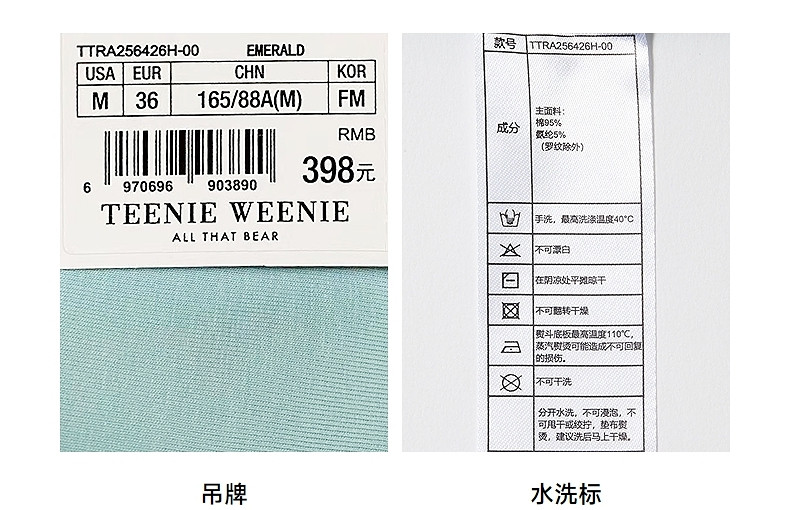 TTRA256426H-00 EMERALD
USA EUR CHN KOR
M 36 165/88A(M) FM
RMB
398元
6 970696 903890
TEENIE WEENIE
ALL THAT BEAR
款号 TTRA256426H-00
成分
主面料：
棉95%
氨纶5%
（罗纹除外）
手洗，最高洗涤温度40°C
不可漂白
在阴凉处平摊晾干
不可翻转干燥
熨斗底板最高温度110℃，
蒸汽熨烫可能造成不可回复
的损伤。
不可干洗
分开水洗，不可浸泡，不
可甩干或绞拧，垫布熨
烫，建议洗后马上干燥。
吊牌
水洗标